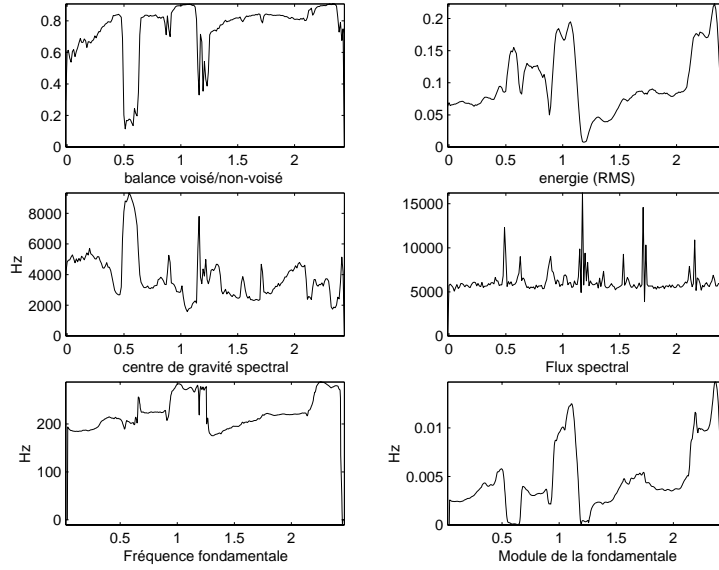 0.8
0.6
0.4
0.2
0
0 0.5 1 1.5 2
balance voisé/non-voisé
0.2
0.15
0.1
0.05
0
0 0.5 1 1.5 2
energie (RMS)
8000
6000
4000
2000
0
Hz
0 0.5 1 1.5 2
centre de gravité spectral
15000
10000
5000
0
0 0.5 1 1.5 2
Flux spectral
200
100
0
Hz
0.5 1 1.5 2
Fréquence fondamentale
0.01
0.005
0
Hz
0.5 1 1.5 2
Module de la fondamentale